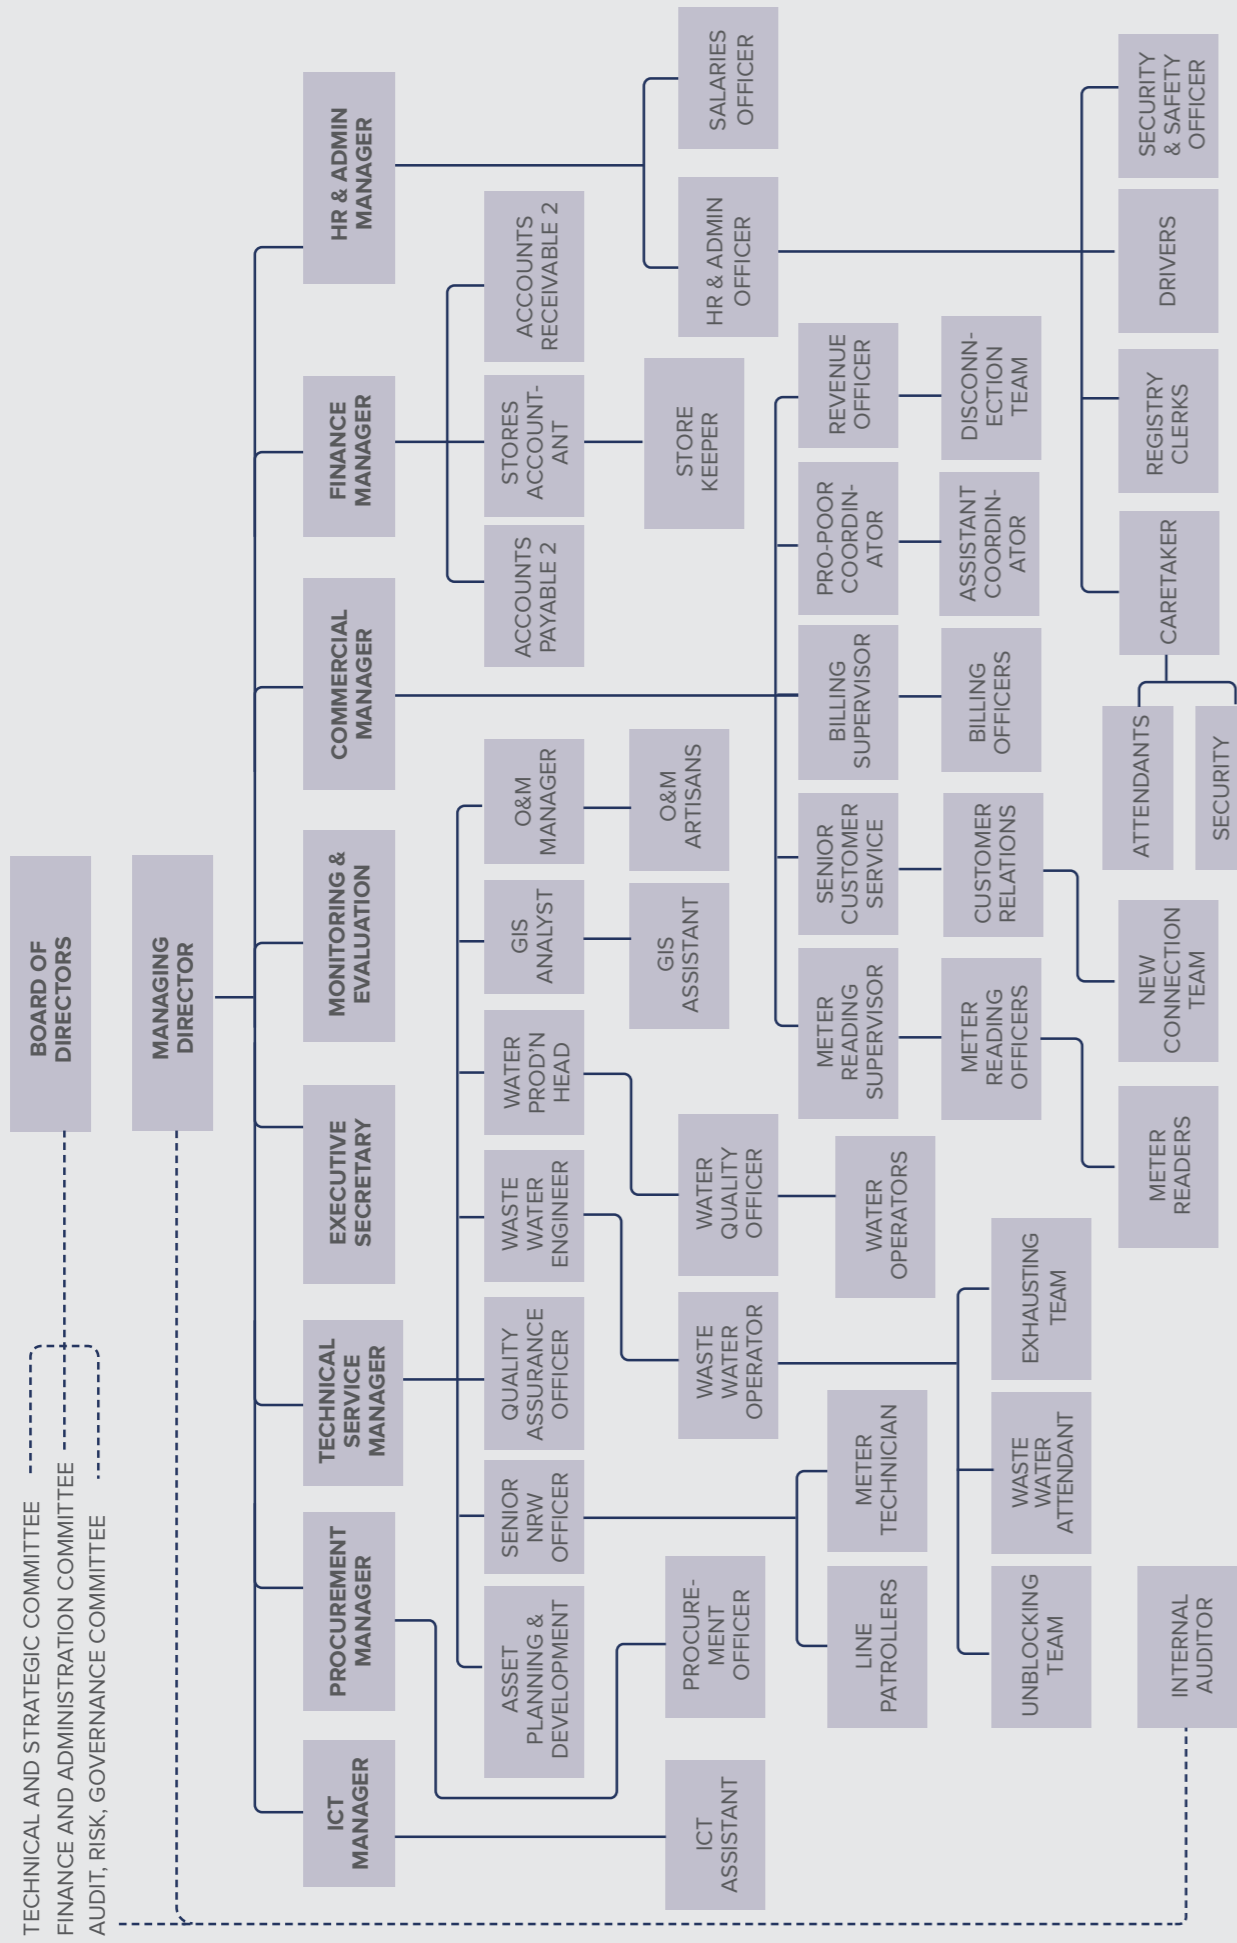 TECHNICAL AND STRATEGIC COMMITTEE
FINANCE AND ADMINISTRATION COMMITTEE
AUDIT, RISK, GOVERNANCE COMMITTEE
BOARD OF
DIRECTORS
MANAGING
DIRECTOR
ICT
MANAGER
PROCUREMENT
MANAGER
TECHNICAL
SERVICE
MANAGER
EXECUTIVE
SECRETARY
MONITORING &
EVALUATION
COMMERCIAL
MANAGER
FINANCE
MANAGER
HR & ADMIN
MANAGER
ASSET
PLANNING &
DEVELOPMENT
SENIOR
NRW
OFFICER
QUALITY
ASSURANCE
OFFICER
WASTE
WATER
ENGINEER
WATER
PROD'N
HEAD
GIS
ANALYST
O&M
MANAGER
ACCOUNTS
PAYABLE 2
STORES
ACCOUNT-
ANT
ACCOUNTS
RECEIVABLE 2
ICT
ASSISTANT
PROCURE-
MENT
OFFICER
WASTE
WATER
OPERATOR
WATER
QUALITY
OFFICER
GIS
ASSISTANT
O&M
ARTISANS
STORE
KEEPER
HR & ADMIN
OFFICER
SALARIES
OFFICER
LINE
PATROLLERS
METER
TECHNICIAN
WATER
OPERATORS
METER
READING
SUPERVISOR
SENIOR
CUSTOMER
SERVICE
BILLING
SUPERVISOR
PRO-POOR
COORDIN-
ATOR
REVENUE
OFFICER
UNBLOCKING
TEAM
WASTE
WATER
ATTENDANT
EXHAUSTING
TEAM
METER
READING
OFFICERS
CUSTOMER
RELATIONS
BILLING
OFFICERS
ASSISTANT
COORDIN-
ATOR
DISCONN-
ECTION
TEAM
INTERNAL
AUDITOR
METER
READERS
NEW
CONNECTION
TEAM
ATTENDANTS
SECURITY
CARETAKER
REGISTRY
CLERKS
DRIVERS
SECURITY
& SAFETY
OFFICER